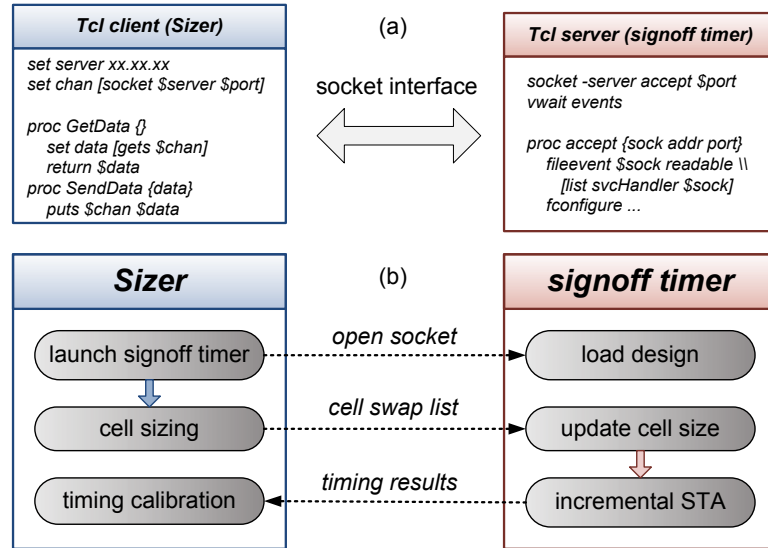 Tcl client (Sizer)
set server xx.xx.xx
set chan [socket $server $port]
proc GetData {}
set data [gets $chan]
return $data
proc SendData {data}
puts $chan $data
(a)
socket interface
Tcl server (signoff timer)
socket -server accept $port
vwait events
proc accept {sock addr port}
fileevent $sock readable \\
[list svcHandler $sock]
fconfigure ...
Sizer
(b)
signoff timer
launch signoff timer
open socket
load design
cell sizing
cell swap list
update cell size
timing calibration
timing results
incremental STA